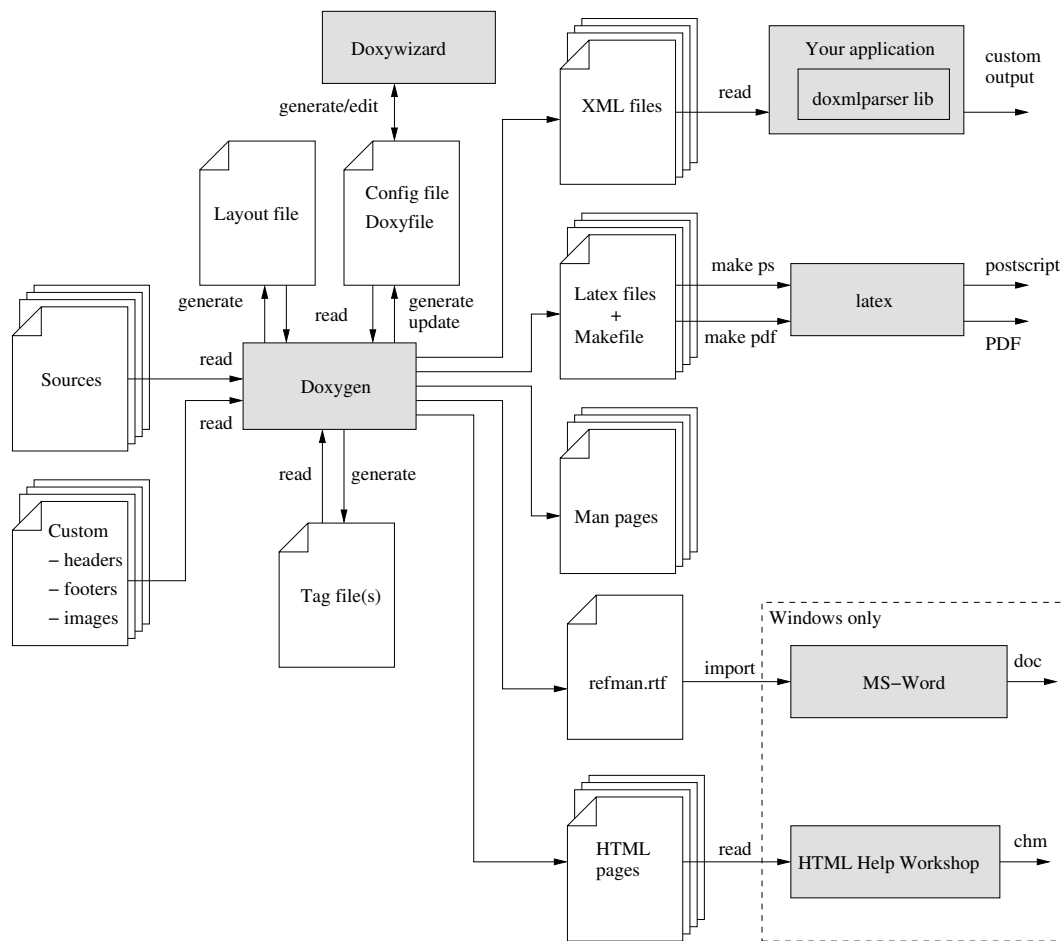 Doxywizard
generate/edit
Layout file
Config file
Doxyfile
generate
read
generate
update
Sources
read
Doxygen
read
Custom
– headers
– footers
– images
read
generate
Tag file(s)
XML files
read
Your application
doxmlparser lib
custom
output
Latex files
+
Makefile
make ps
make pdf
latex
postscript
PDF
Man pages
refman.rtf
import
Windows only
MS–Word
doc
HTML
pages
read
HTML Help Workshop
chm